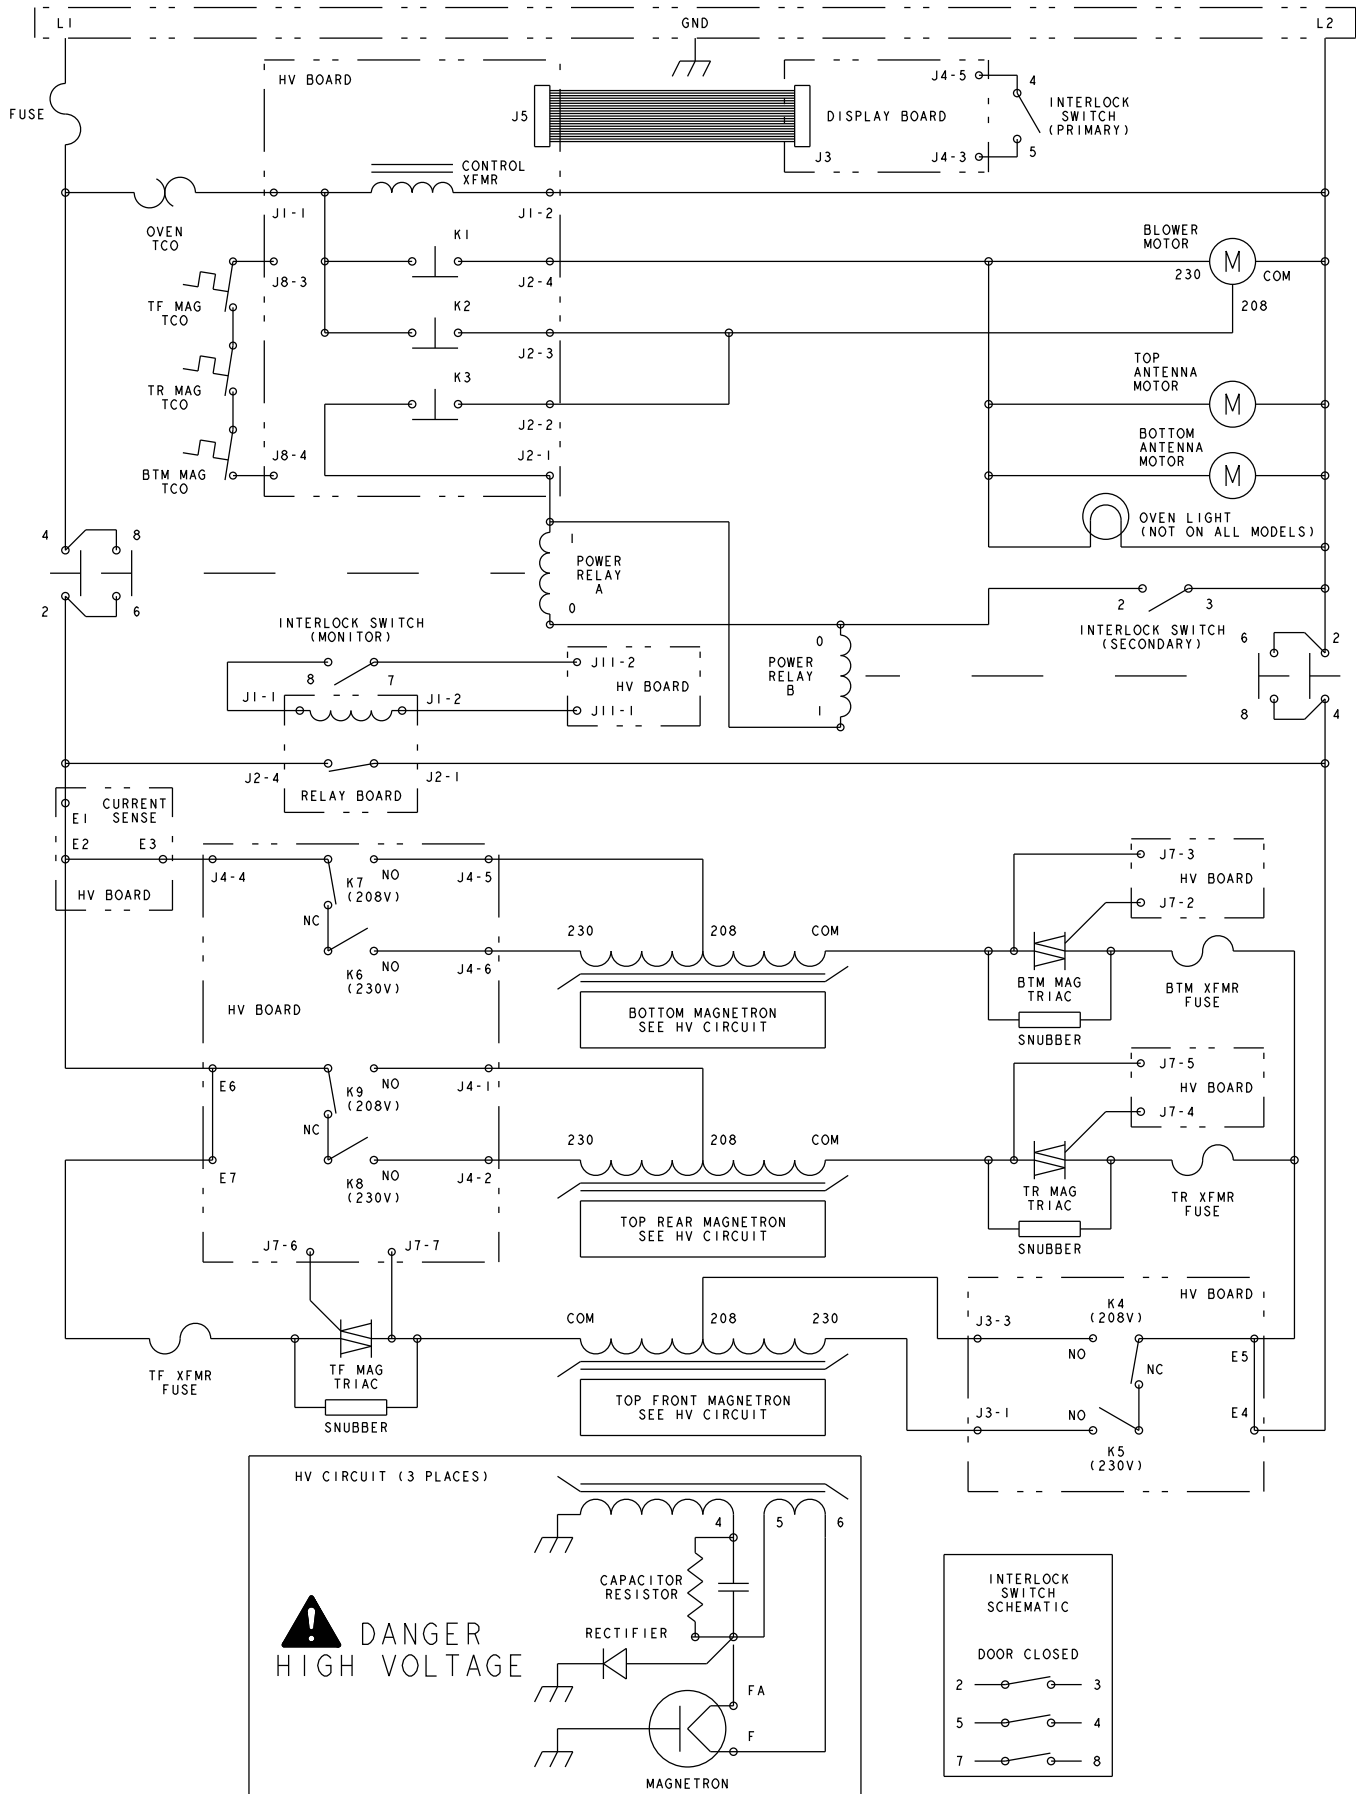 L1
GND
L2
HV BOARD
FUSE
J5
DISPLAY BOARD
J3
J4-5
4
INTERLOCK
SWITCH
(PRIMARY)
J4-3
5
CONTROL
XFMR
J1-1
J1-2
OVEN
TCO
K1
BLOWER
MOTOR
M
230
COM
208
J8-3
J2-4
TF MAG
TCO
K2
J2-3
TR MAG
TCO
K3
J2-2
TOP
ANTENNA
MOTOR
M
J8-4
J2-1
BTM MAG
TCO
BOTTOM
ANTENNA
MOTOR
M
OVEN LIGHT
(NOT ON ALL MODELS)
4
8
2
6
1
POWER
RELAY
A
0
2
3
INTERLOCK SWITCH
(SECONDARY)
INTERLOCK SWITCH
(MONITOR)
8
7
J11-2
HV BOARD
J11-1
0
POWER
RELAY
B
1
6
2
8
4
J1-1
J1-2
J2-4
J2-1
RELAY BOARD
E1
CURRENT
SENSE
E2
E3
HV BOARD
J4-4
K7
(208V)
NO
J4-5
NC
K6
(230V)
NO
J4-6
HV BOARD
230
208
COM
BOTTOM MAGNETRON
SEE HV CIRCUIT
J7-3
HV BOARD
J7-2
BTM MAG
TRIAC
SNUBBER
BTM XFMR
FUSE
E6
K9
(208V)
NO
J4-1
NC
E7
K8
(230V)
NO
J4-2
230
208
COM
TOP REAR MAGNETRON
SEE HV CIRCUIT
J7-5
HV BOARD
J7-4
TR MAG
TRIAC
SNUBBER
TR XFMR
FUSE
J7-6
J7-7
TF XFMR
FUSE
TF MAG
TRIAC
SNUBBER
COM
208
230
TOP FRONT MAGNETRON
SEE HV CIRCUIT
HV BOARD
J3-3
K4
(208V)
NO
NC
E5
J3-1
NO
K5
(230V)
E4
HV CIRCUIT (3 PLACES)
4
5
6
CAPACITOR
RESISTOR
RECTIFIER
DANGER
HIGH VOLTAGE
FA
F
MAGNETRON
INTERLOCK
SWITCH
SCHEMATIC
DOOR CLOSED
2
3
5
4
7
8